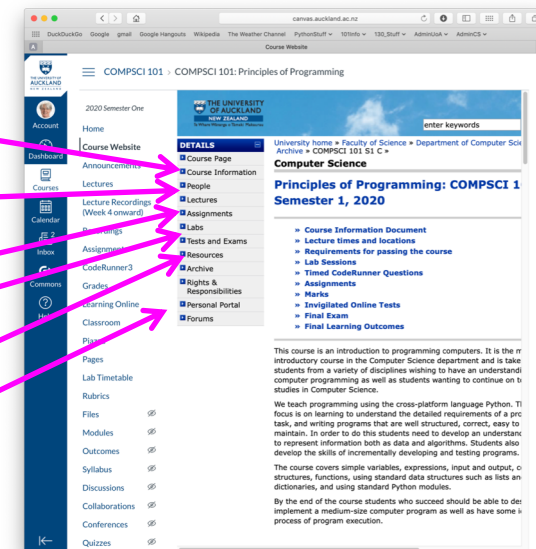 canvas.auckland.ac.nz
DuckDuckGo Google gmail Google Hangouts Wikipedia The Weather Channel PythonStuff 101Info 130_Stuff AdminUoA AdminCS
Course Website
THE UNIVERSITY OF
AUCKLAND
NEW ZEALAND
COMPSCI 101 > COMPSCI 101: Principles of Programming
Account
Dashboard
Courses
Calendar
2
Inbox
Commons
2020 Semester One
Home
Course Website
Announcements
Lectures
Lecture Recordings
(Week 4 onward)
Assignments
CodeRunner3
Grades
Learning Online
Classroom
Piazza
Pages
Lab Timetable
Rubrics
Files
Modules
Outcomes
Syllabus
Discussions
Collaborations
Conferences
Quizzes
THE UNIVERSITY
OF AUCKLAND
NEW ZEALAND
enter keywords
DETAILS
Course Page
Course Information
People
Lectures
Assignments
Labs
Tests and Exams
Resources
Archive
Rights &
Responsibilities
Personal Portal
Forums
University home » Faculty of Science » Department of Computer Scie
Archive » COMPSCI 101 S1 C »
Computer Science
Principles of Programming: COMPSCI 1
Semester 1, 2020
» Course Information Document
» Lecture times and locations
» Requirements for passing the course
» Lab Sessions
» Timed CodeRunner Questions
» Assignments
» Marks
» Invigilated Online Tests
» Final Exam
» Final Learning Outcomes
This course is an introduction to programming computers. It is the m
introductory course in the Computer Science department and is take
students from a variety of disciplines wishing to have an understandi
computer programming as well as students wanting to continue on t
studies in Computer Science.
We teach programming using the cross-platform language Python. T
focus is on learning to understand the detailed requirements of a pro
task, and writing programs that are well structured, correct, easy to
maintain. In order to do this students need to develop an understanc
to represent information both as data and algorithms. Students also
develop the skills of incrementally developing and testing programs.
The course covers simple variables, expressions, input and output, c
structures, functions, using standard data structures such as lists an
dictionaries, and using standard Python modules.
By the end of the course students who succeed should be able to des
implement a medium-size computer program as well as have some i
process of program execution.